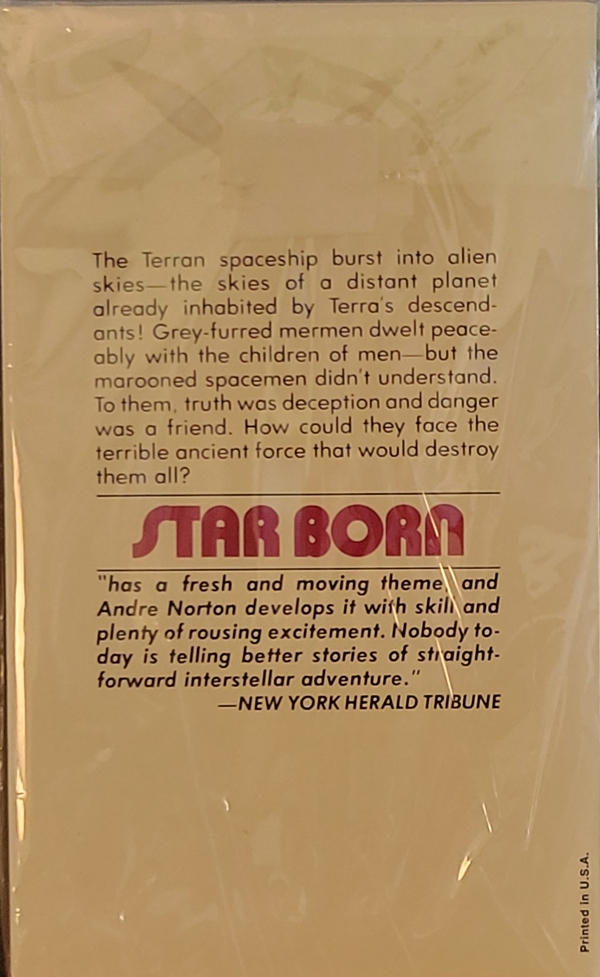 The Terran spaceship burst into alien
skies—the skies of a distant planet
already inhabited by Terra's descend-
ants! Grey-furred mermen dwelt peace-
ably with the children of men—but the
marooned spacemen didn't understand.
To them, truth was deception and danger
was a friend. How could they face the
terrible ancient force that would destroy
them all?
STAR BORN
"has a fresh and moving theme, and
Andre Norton develops it with skill and
plenty of rousing excitement. Nobody to-
day is telling better stories of straight-
forward interstellar adventure."
—NEW YORK HERALD TRIBUNE
Printed in U.S.A.